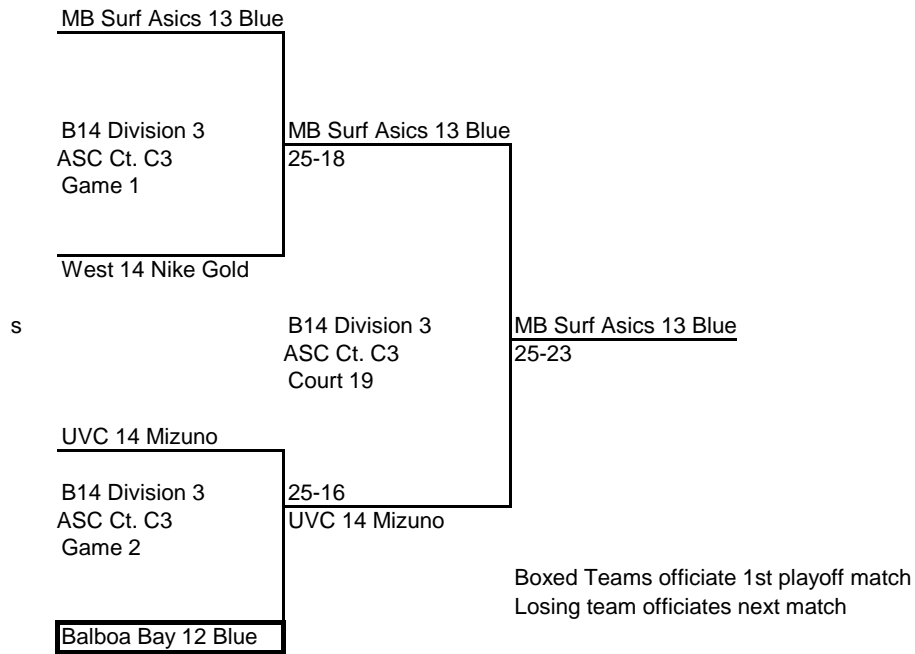 MB Surf Asics 13 Blue
B14 Division 3
ASC Ct. C3
Game 1
MB Surf Asics 13 Blue
25-18
West 14 Nike Gold
s
B14 Division 3
ASC Ct. C3
Court 19
MB Surf Asics 13 Blue
25-23
UVC 14 Mizuno
B14 Division 3
ASC Ct. C3
Game 2
25-16
UVC 14 Mizuno
Boxed Teams officiate 1st playoff match
Losing team officiates next match
Balboa Bay 12 Blue